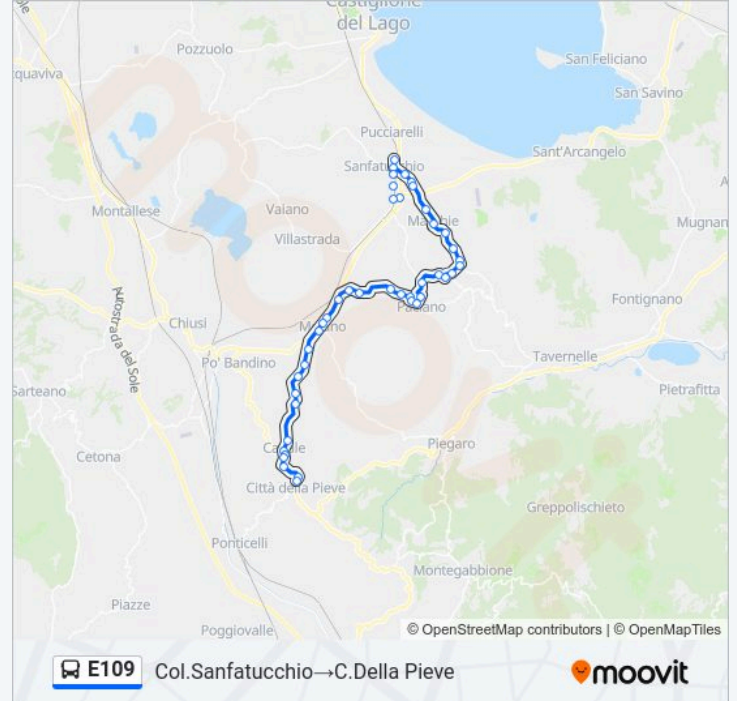 Castiglione
del Lago
Pozzuolo
San Feliciano
cquaviva
San Savino
Pucciarelli
Sant'Arcangelo
Montallese
Vaiano
Mugnan
Villastrada
Autostrada del Sole
Fontignano
Chiusi
Po' Bandino
Tavernelle
Sarteano
Pietrafitta
Piegaro
Cetona
Città della Pieve
Greppolischieto
Ponticelli
Montegabbione
Piazze
Poggiovalle
© OpenStreetMap contributors | © OpenMapTiles
E109 Col.Sanfatucchio→C.Della Pieve
moovit